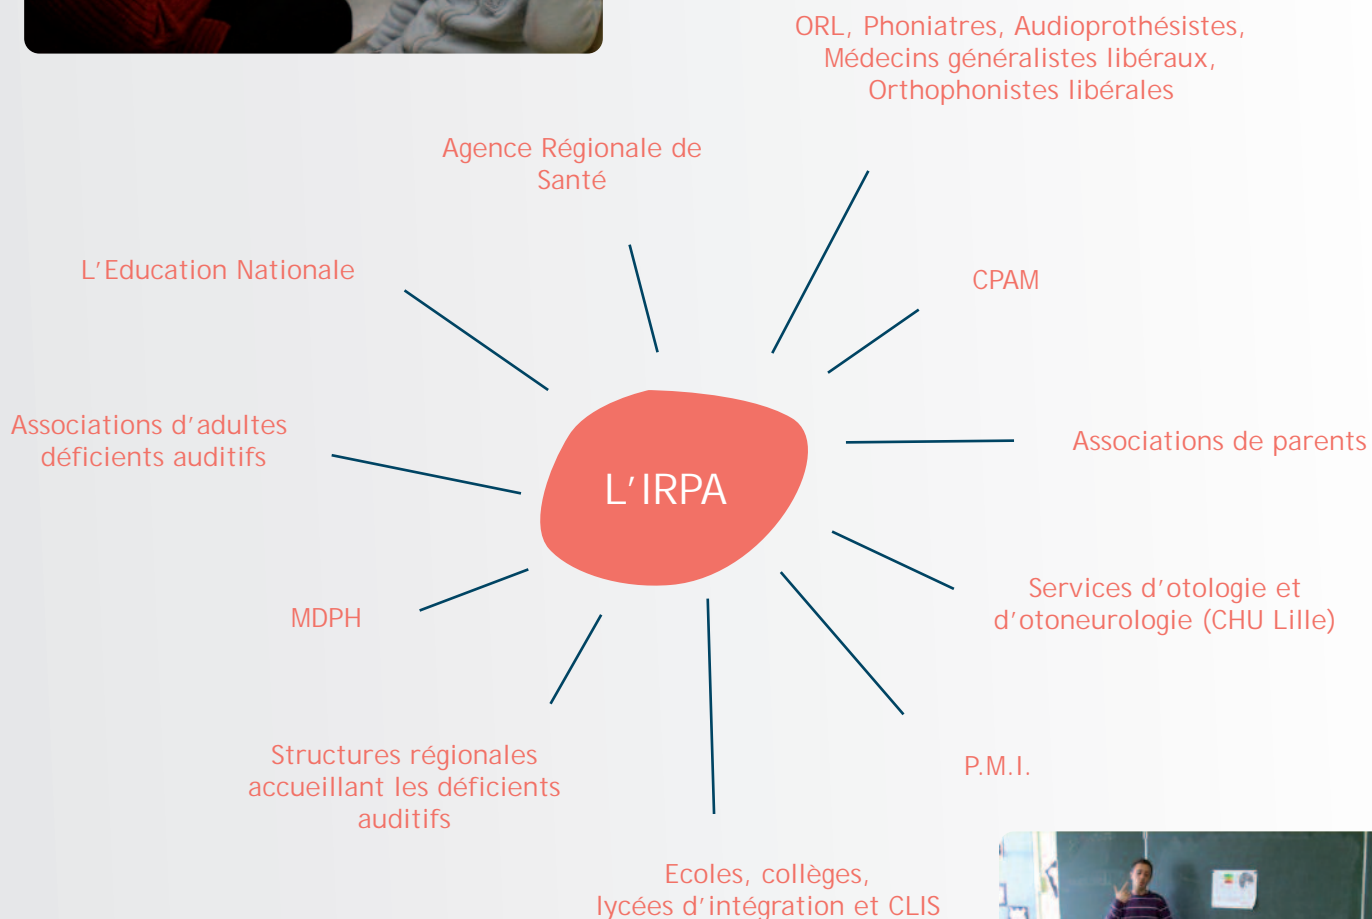 ORL, Phoniatres, Audioprothésistes,
Médecins généralistes libéraux,
Orthophonistes libérales
Agence Régionale de
Santé
L'Education Nationale
CPAM
Associations d'adultes
déficients auditifs
Associations de parents
L'IRPA
Services d'otologie et
d'otoneurologie (CHU Lille)
MDPH
Structures régionales
accueillant les déficients
auditifs
P.M.I.
Ecoles, collèges,
lycées d'intégration et CLIS